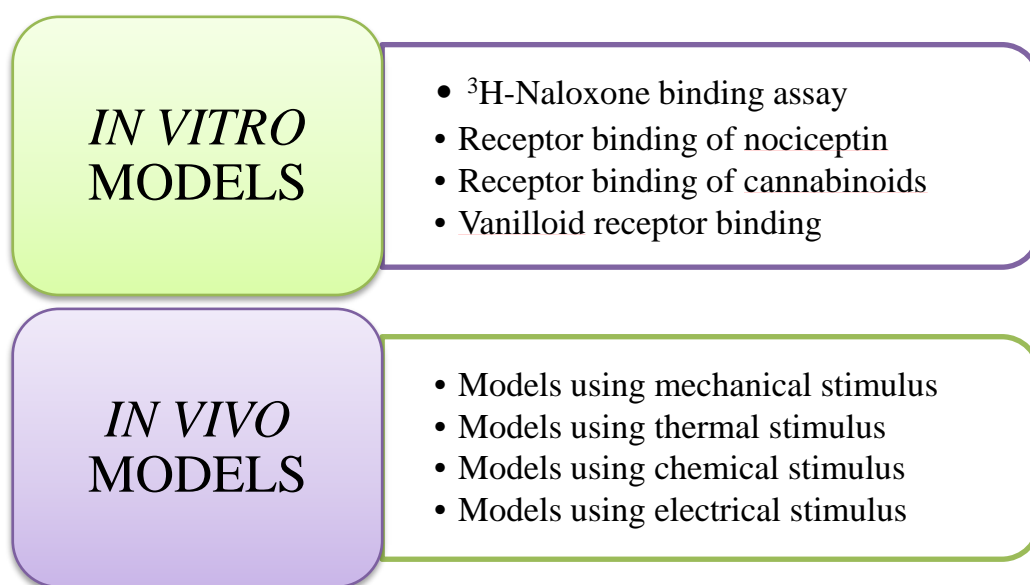 IN VITRO
MODELS
• ³H-Naloxone binding assay
• Receptor binding of nociceptin
• Receptor binding of cannabinoids
• Vanilloid receptor binding
IN VIVO
MODELS
• Models using mechanical stimulus
• Models using thermal stimulus
• Models using chemical stimulus
• Models using electrical stimulus